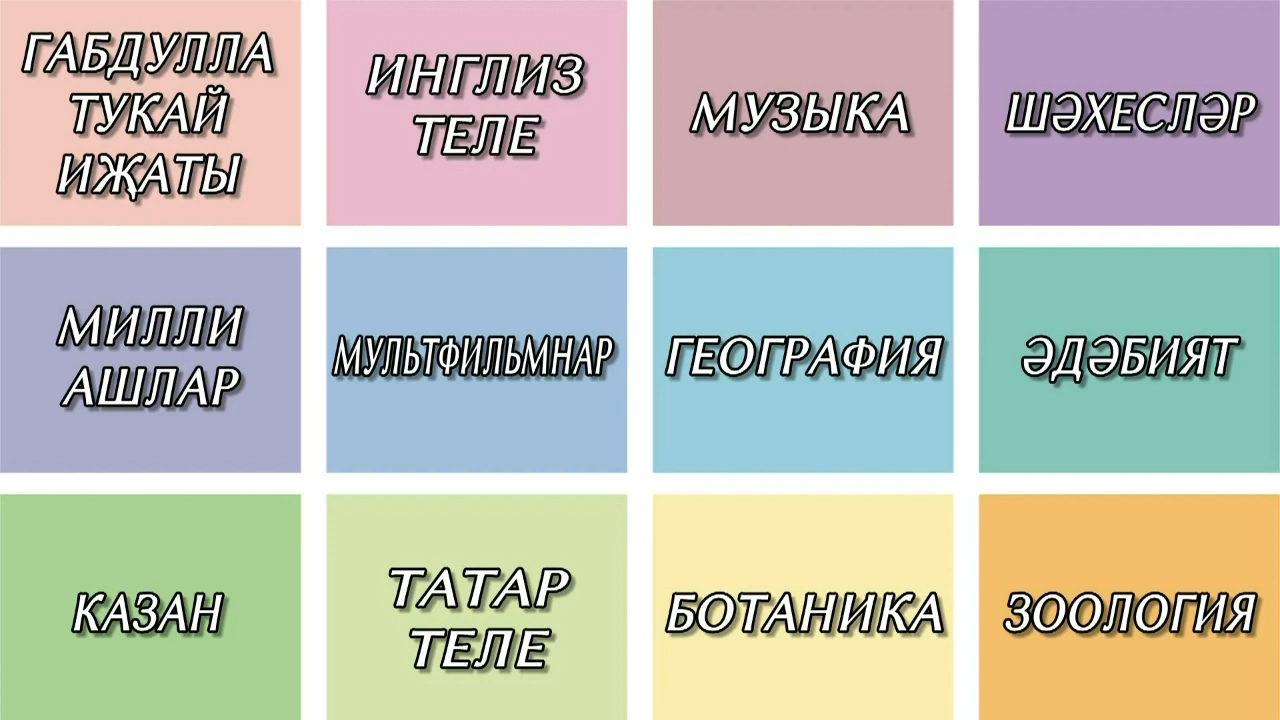 ГАБДУЛЛА
ТУКАЙ
ИҖАТЫ
ИНГЛИЗ
ТЕЛЕ
МУЗЫКА
ШӘХЕСЛӘР
МИЛЛИ
АШЛАР
МУЛЬТФИЛЬМНАР
ГЕОГРАФИЯ
ӘДӘБИЯТ
КАЗАН
ТАТАР
ТЕЛЕ
БОТАНИКА
ЗООЛОГИЯ